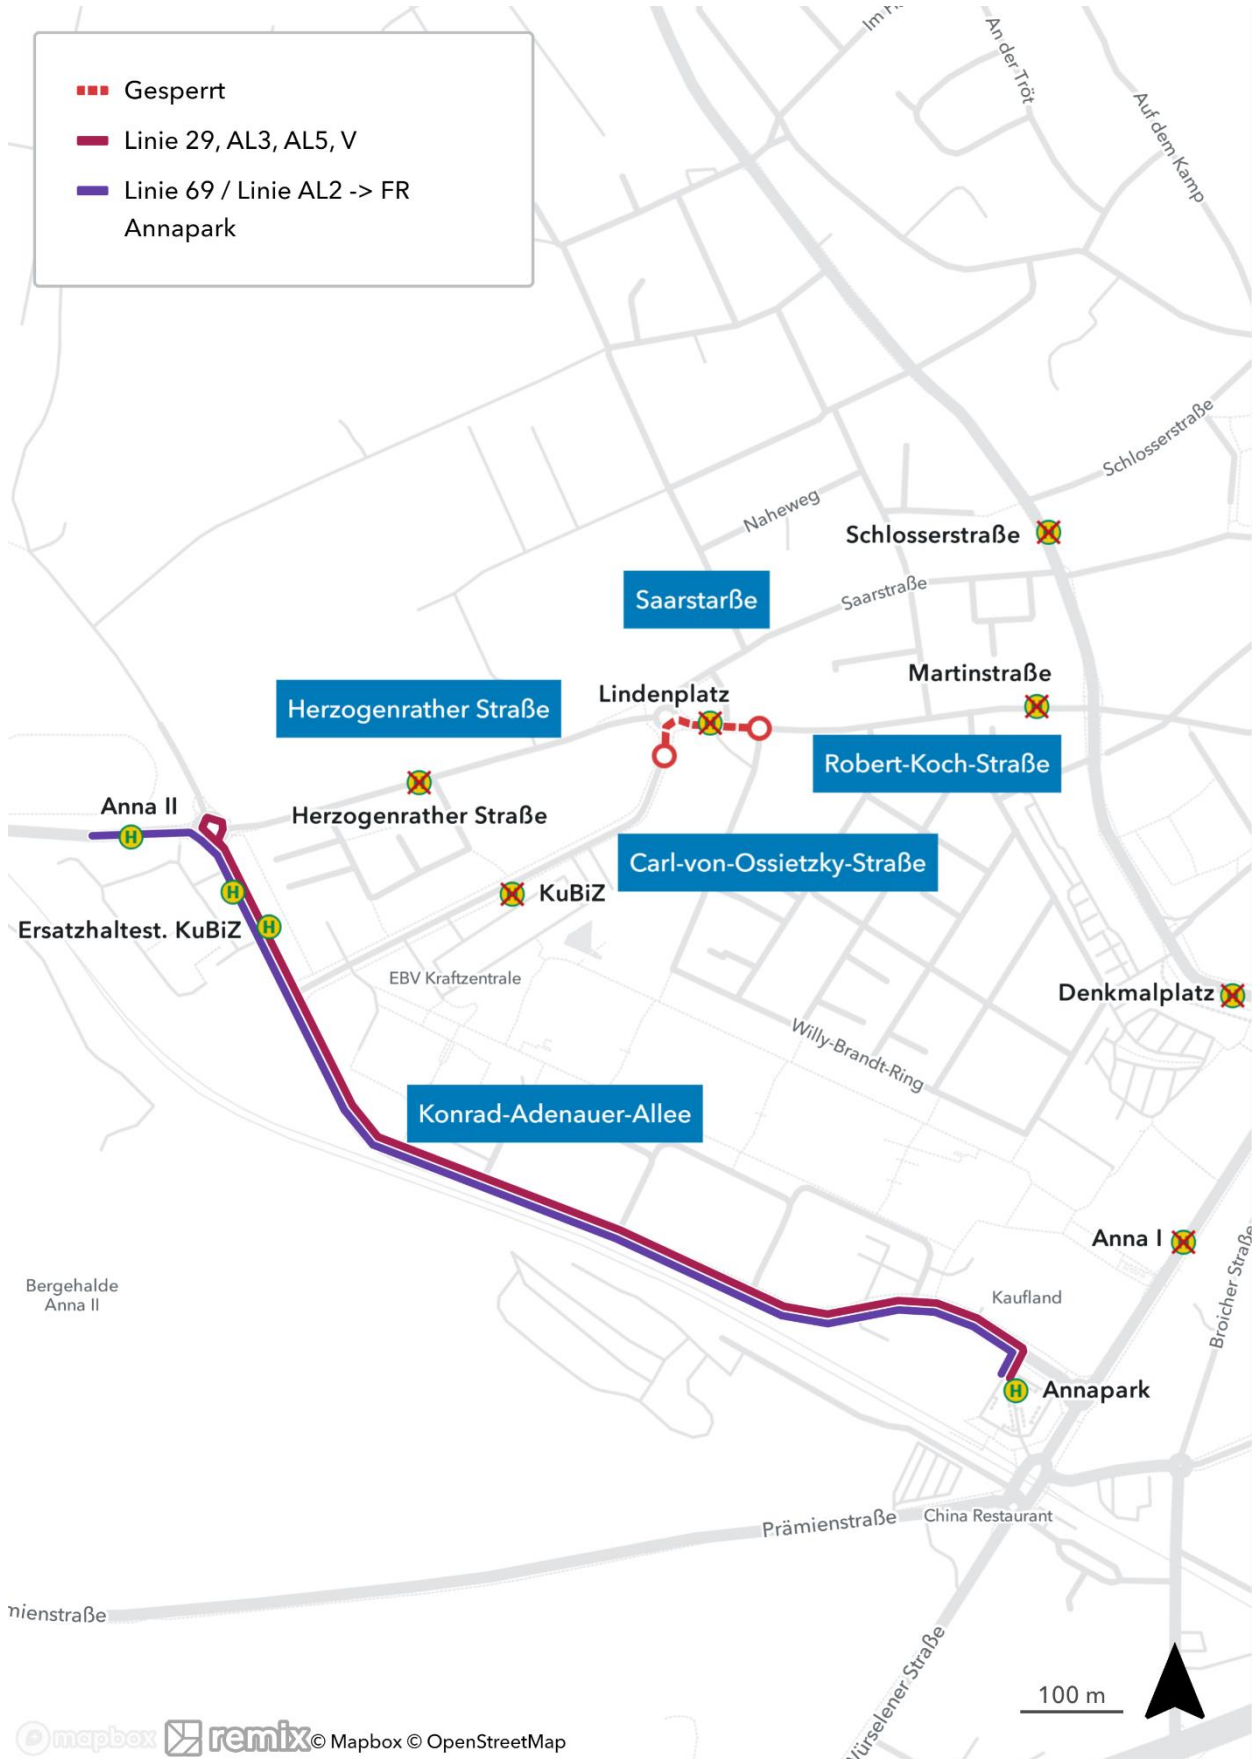 Gesperrt
Linie 29, AL3, AL5, V
Linie 69 / Linie AL2 -> FR
Annapark
An der Tröt
Auf dem Kamp
Schlosserstraße
Naheweg
Schlosserstraße
Saarstarße
Saarstraße
Martinstraße
Lindenplatz
Herzogenrather Straße
Robert-Koch-Straße
Anna II
Herzogenrather Straße
Carl-von-Ossietzky-Straße
KuBiZ
Ersatzhaltest. KuBiZ
EBV Kraftzentrale
Denkmalplatz
Willy-Brandt-Ring
Konrad-Adenauer-Allee
Anna I
Bergehalde
Anna II
Kaufland
Broicher Straße
Annapark
Prämienstraße
China Restaurant
mienstraße
Würselener Straße
100 m
mapbox
remix
© Mapbox © OpenStreetMap